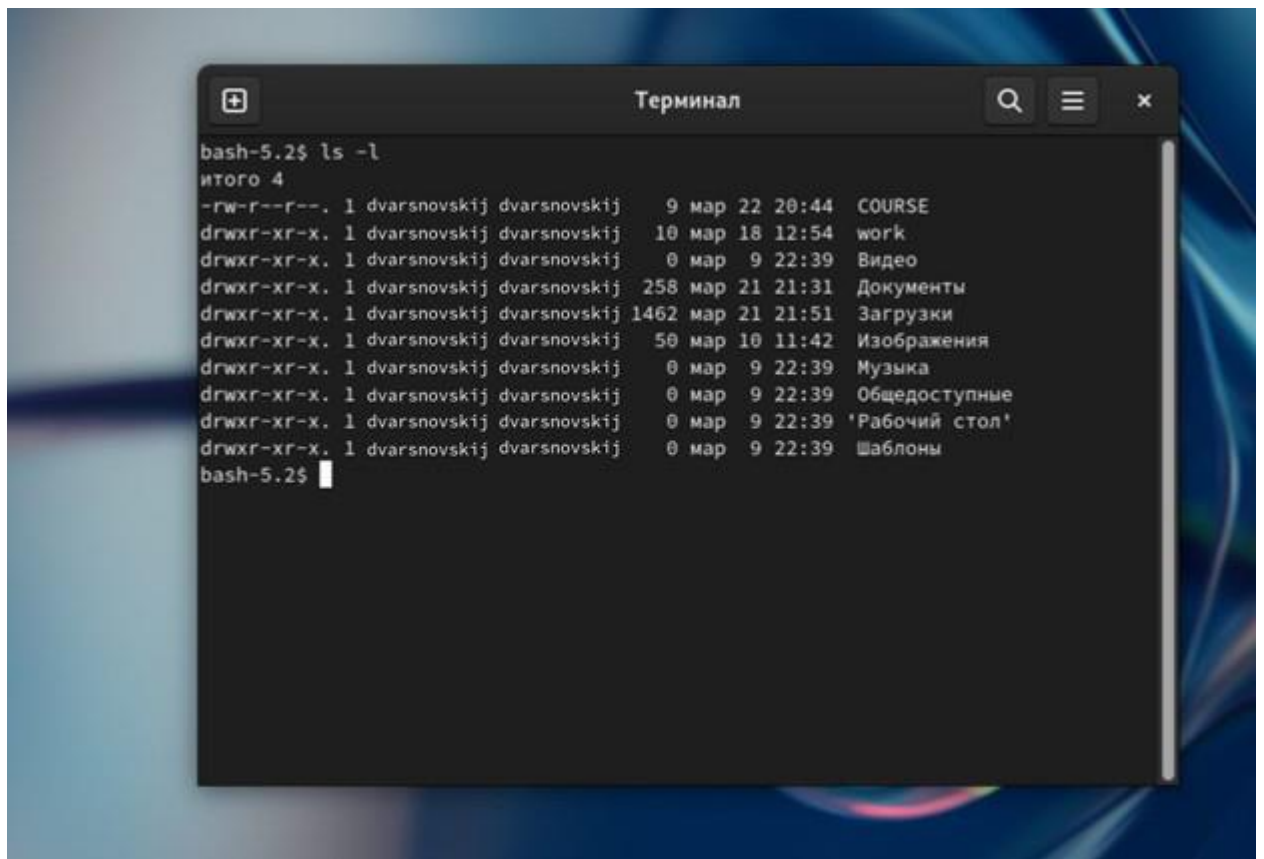 Терминал
bash-5.2$ ls -l
итого 4
-rw-r--r--. 1 dvarsnovskij dvarsnovskij    9 мар 22 20:44  COURSE
drwxr-xr-x. 1 dvarsnovskij dvarsnovskij   10 мар 18 12:54  work
drwxr-xr-x. 1 dvarsnovskij dvarsnovskij    0 мар  9 22:39  Видео
drwxr-xr-x. 1 dvarsnovskij dvarsnovskij  258 мар 21 21:31  Документы
drwxr-xr-x. 1 dvarsnovskij dvarsnovskij 1462 мар 21 21:51  Загрузки
drwxr-xr-x. 1 dvarsnovskij dvarsnovskij   50 мар 10 11:42  Изображения
drwxr-xr-x. 1 dvarsnovskij dvarsnovskij    0 мар  9 22:39  Музыка
drwxr-xr-x. 1 dvarsnovskij dvarsnovskij    0 мар  9 22:39  Общедоступные
drwxr-xr-x. 1 dvarsnovskij dvarsnovskij    0 мар  9 22:39 'Рабочий стол'
drwxr-xr-x. 1 dvarsnovskij dvarsnovskij    0 мар  9 22:39  Шаблоны
bash-5.2$